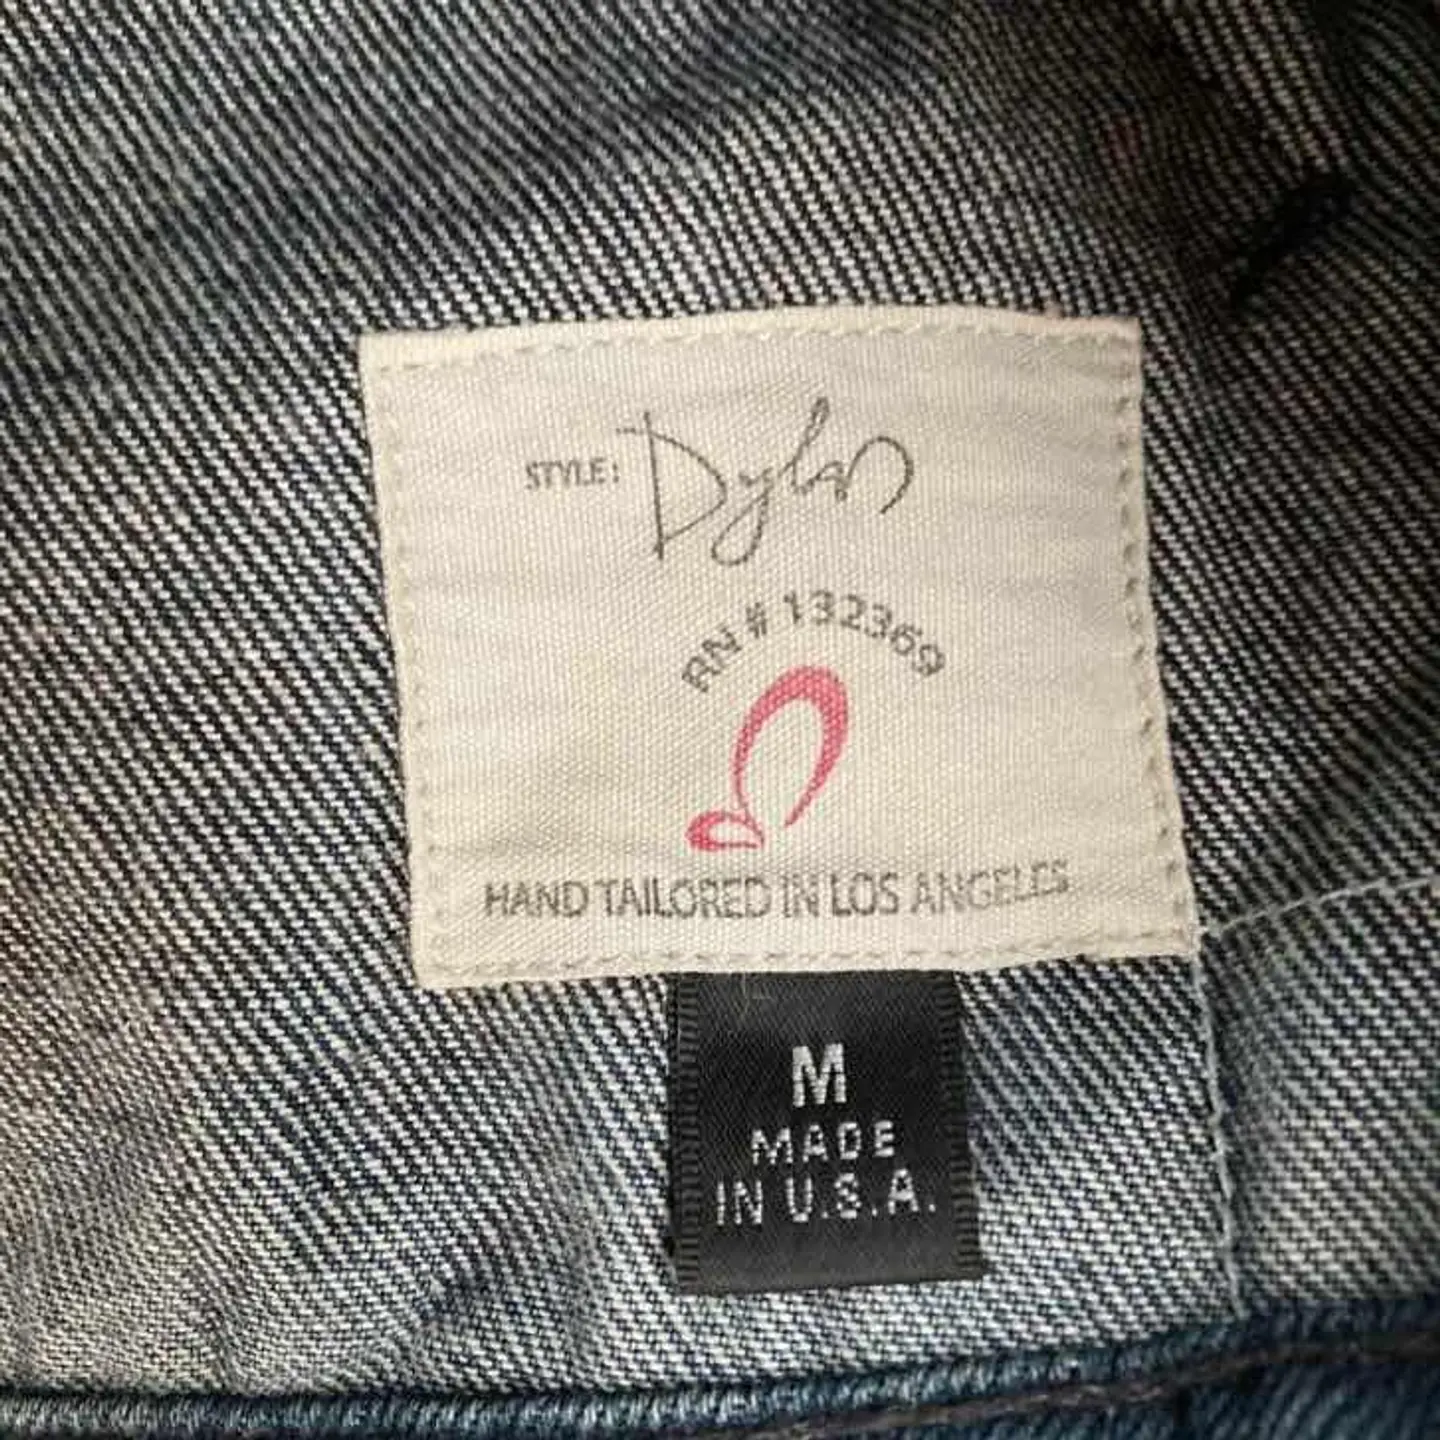 STYLE: Dylan
RN # 132369
HAND TAILORED IN LOS ANGELES
M
MADE
IN U.S.A.